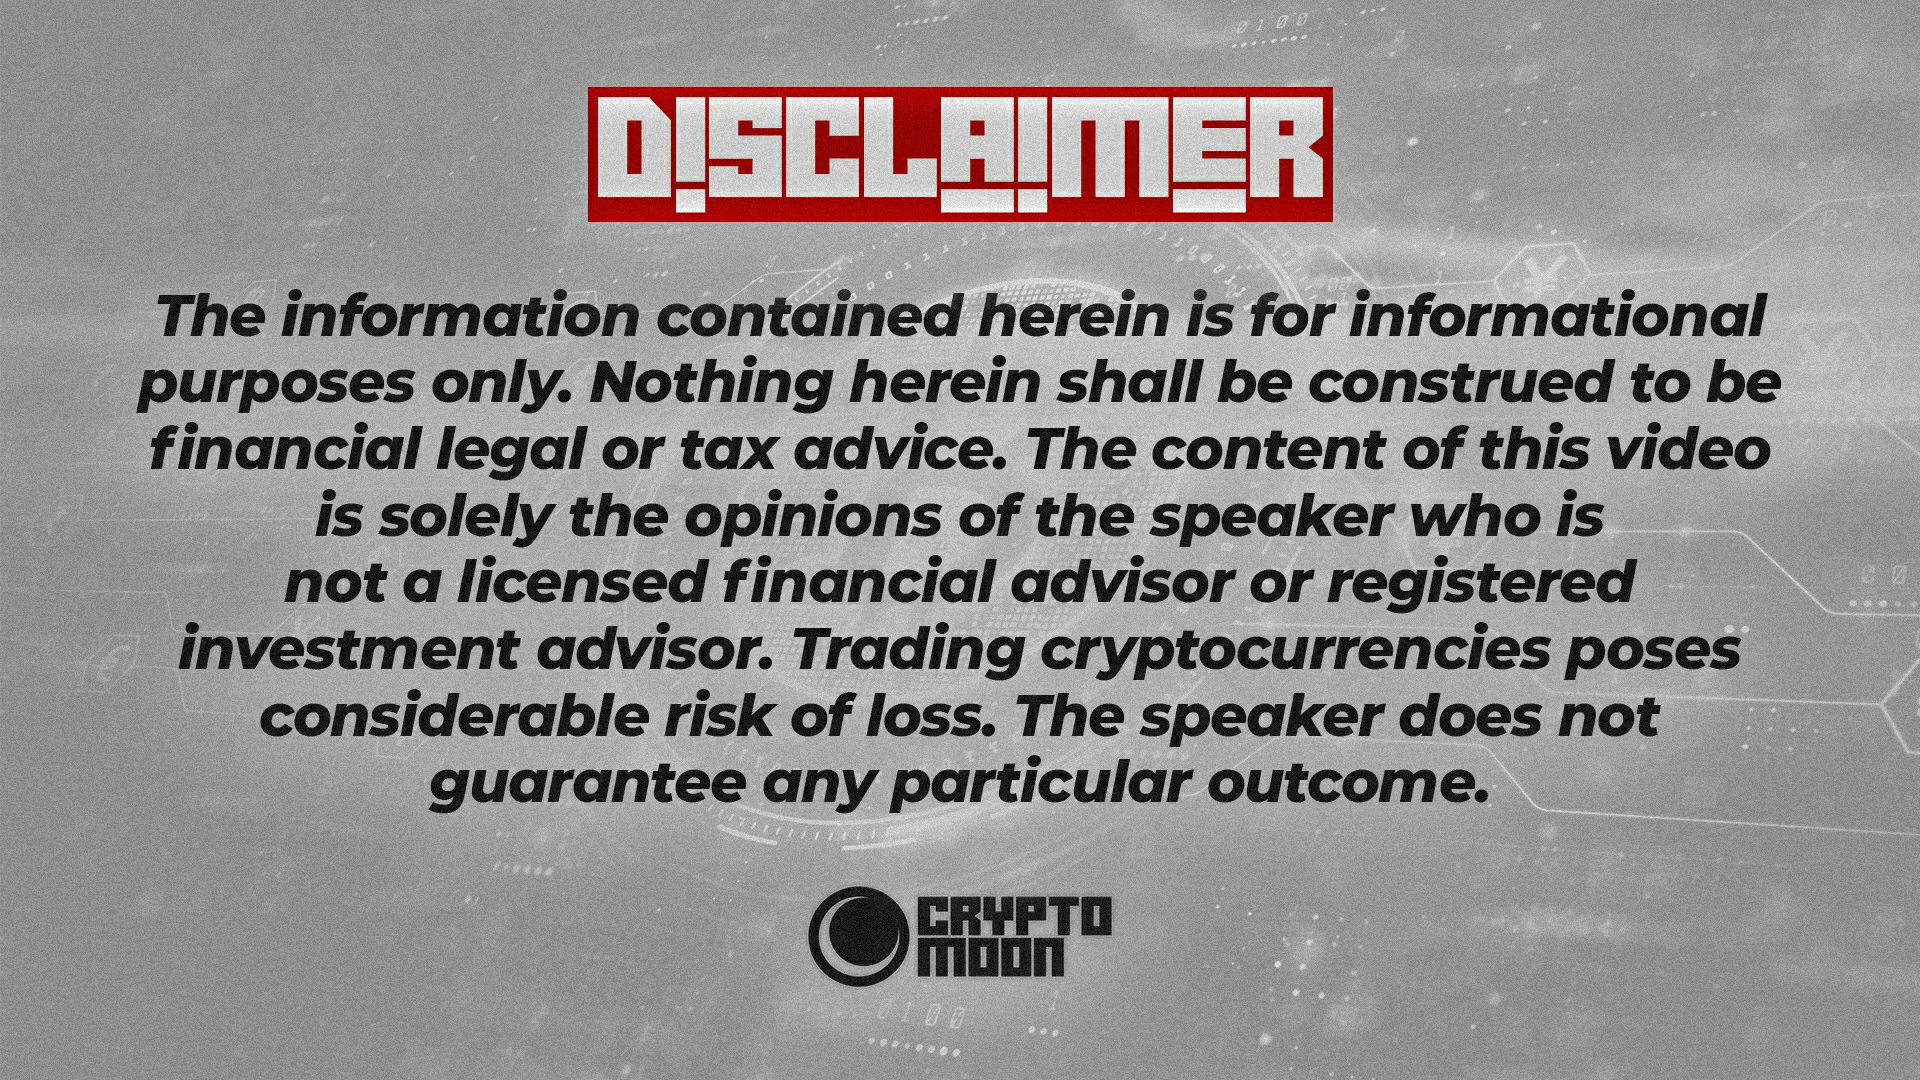 DISCLAIMER
The information contained herein is for informational
purposes only. Nothing herein shall be construed to be
financial legal or tax advice. The content of this video
is solely the opinions of the speaker who is
not a licensed financial advisor or registered
investment advisor. Trading cryptocurrencies poses
considerable risk of loss. The speaker does not
guarantee any particular outcome.
CRYPTO
MOON